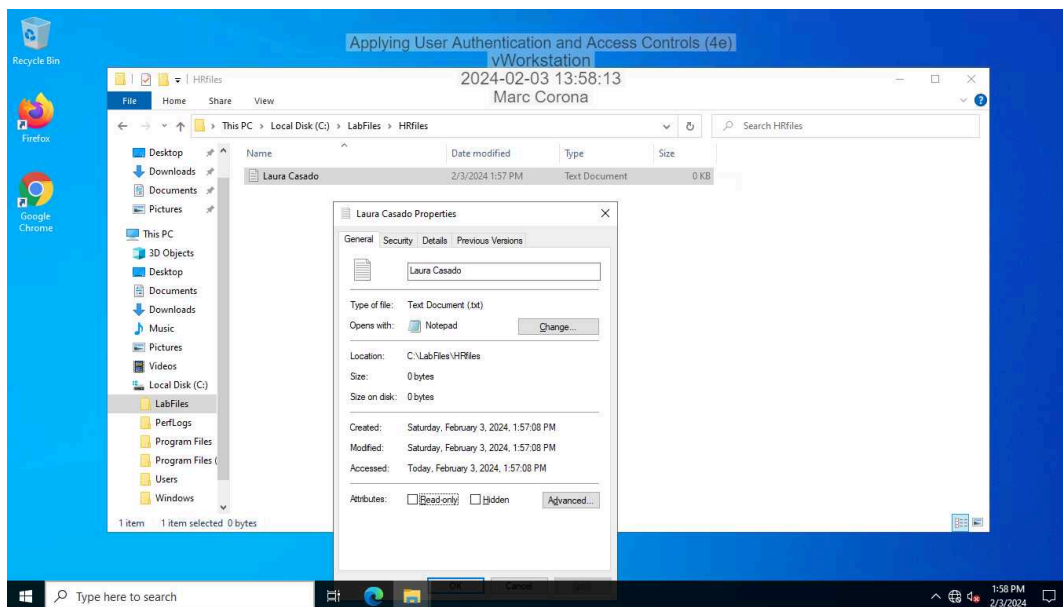 Recycle Bin
Applying User Authentication and Access Controls (4e)
vWorkstation
2024-02-03 13:58:13
Marc Corona
HRfiles
File Home Share View
This PC > Local Disk (C:) > LabFiles > HRfiles
Search HRfiles
Firefox
Google Chrome
Desktop
Downloads
Documents
Pictures
This PC
3D Objects
Desktop
Documents
Downloads
Music
Pictures
Videos
Local Disk (C:)
LabFiles
PerfLogs
Program Files
Program Files (
Users
Windows
Name Date modified Type Size
Laura Casado 2/3/2024 1:57 PM Text Document 0 KB
Laura Casado Properties
General Security Details Previous Versions
Laura Casado
Type of file: Text Document (.txt)
Opens with: Notepad Change...
Location: C:\LabFiles\HRfiles
Size: 0 bytes
Size on disk: 0 bytes
Created: Saturday, February 3, 2024, 1:57:08 PM
Modified: Saturday, February 3, 2024, 1:57:08 PM
Accessed: Today, February 3, 2024, 1:57:08 PM
Attributes: Read-only Hidden Advanced...
OK Cancel
1 item 1 item selected 0 bytes
Type here to search
1:58 PM
2/3/2024